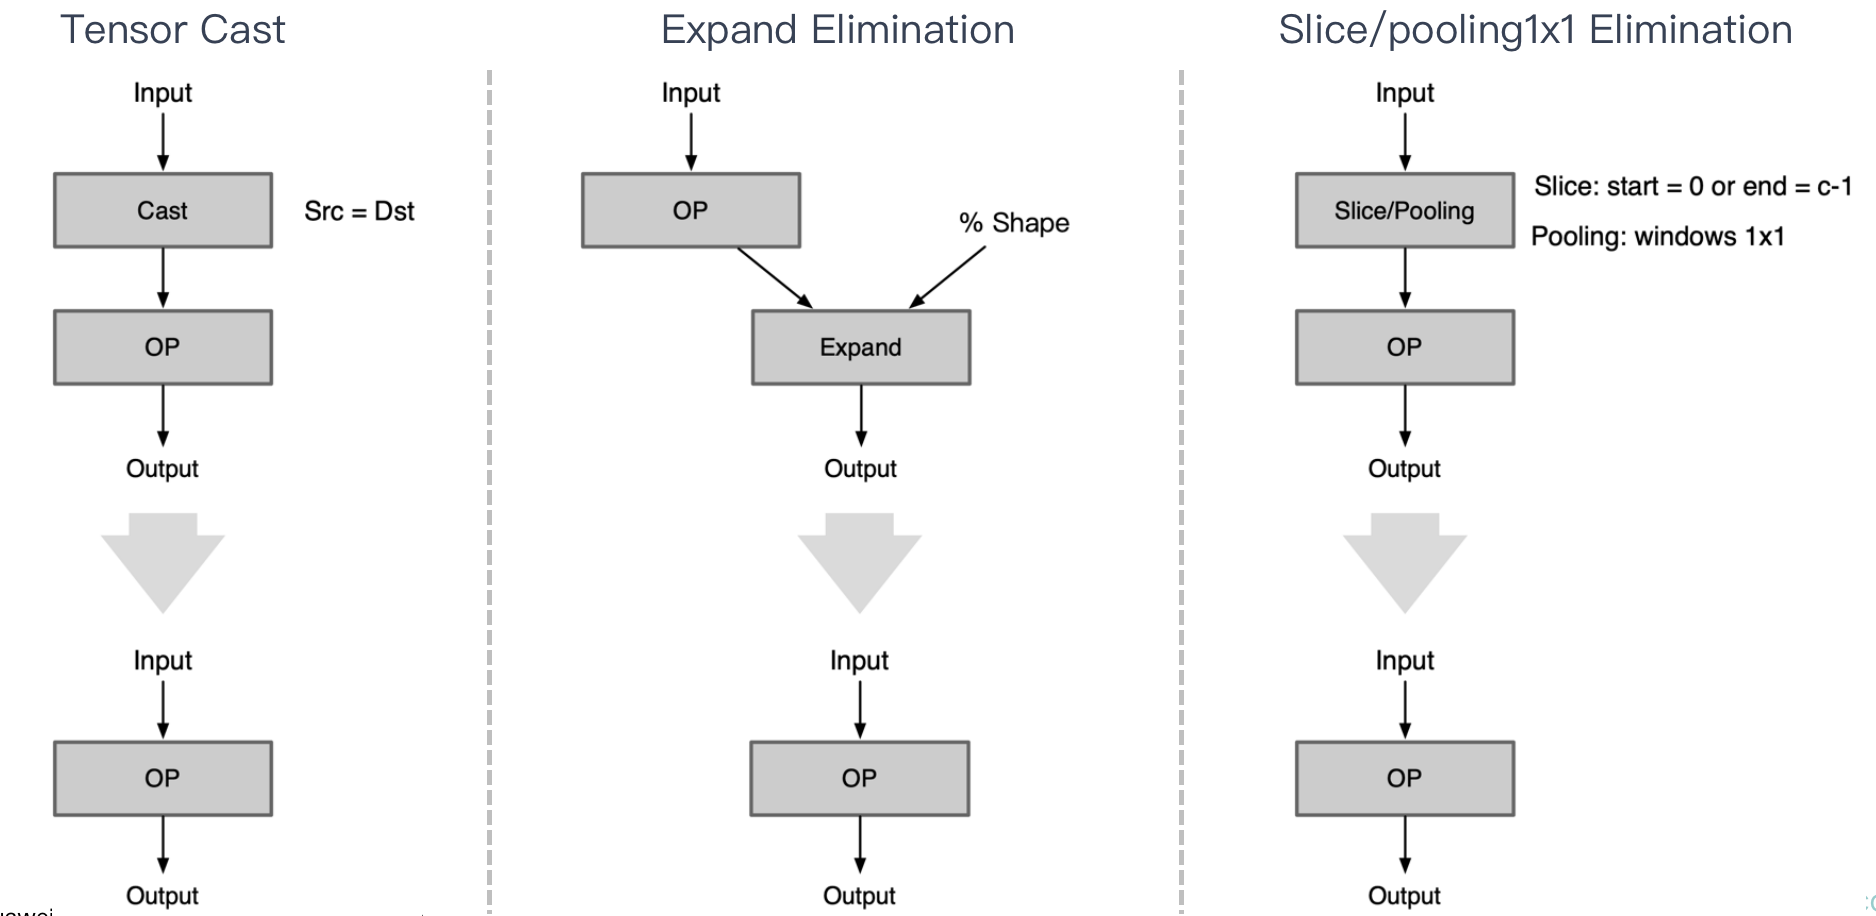 Tensor Cast
Input
Cast
Src = Dst
OP
Output
Input
OP
Output
Expand Elimination
Input
OP
% Shape
Expand
Output
Input
OP
Output
Slice/pooling1x1 Elimination
Input
Slice/Pooling
Slice: start = 0 or end = c-1
Pooling: windows 1x1
OP
Output
Input
OP
Output